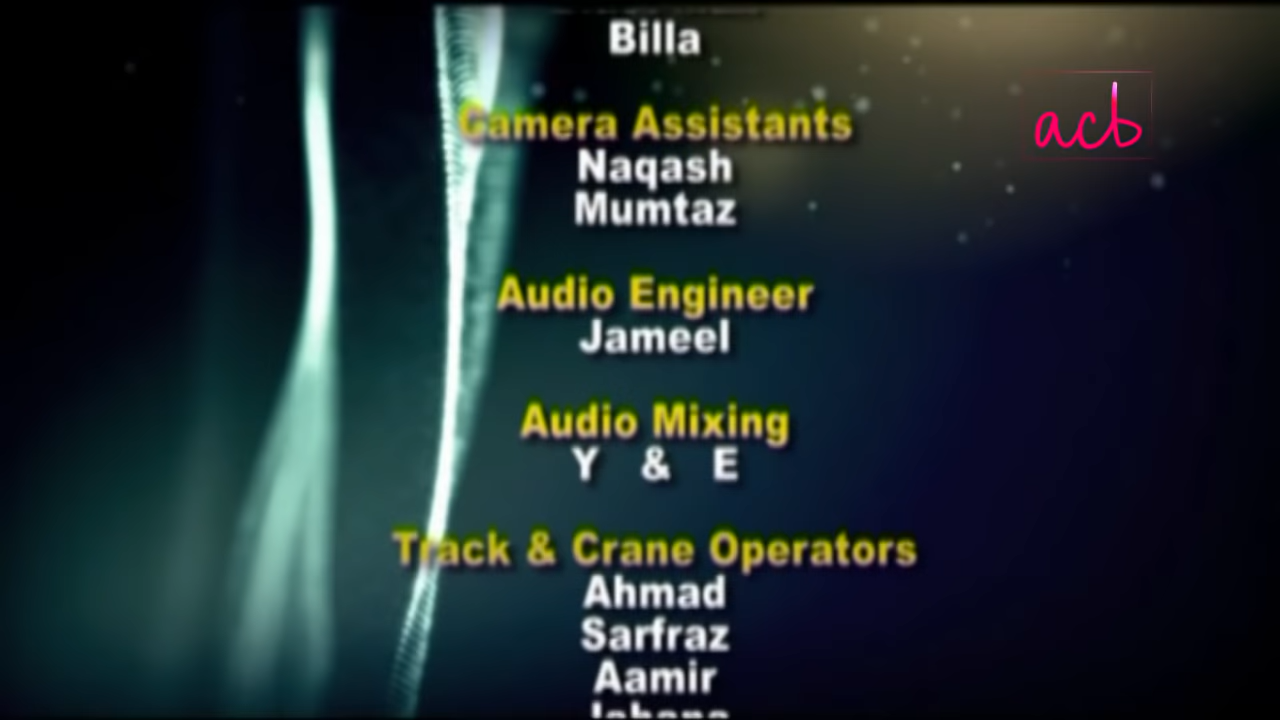 Billa
Camera Assistants
acb
Naqash
Mumtaz
Audio Engineer
Jameel
Audio Mixing
Y & E
Track & Crane Operators
Ahmad
Sarfraz
Aamir